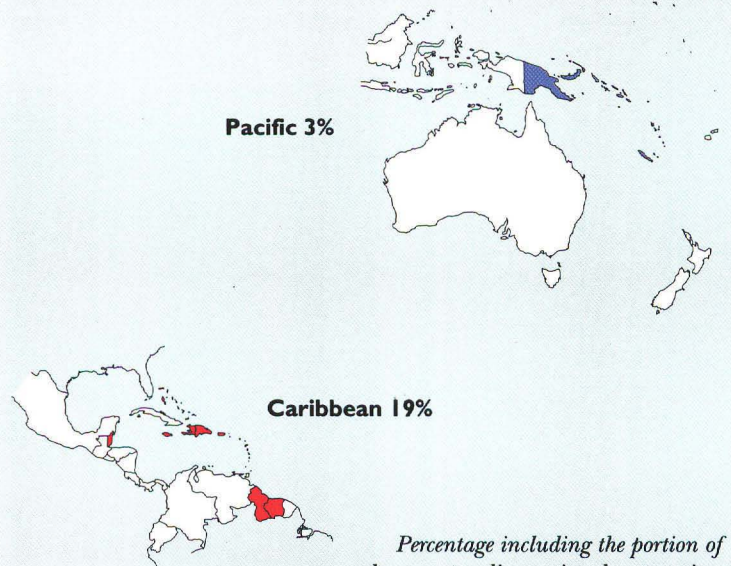 Pacific 3%
Caribbean 19%
Percentage including the portion of